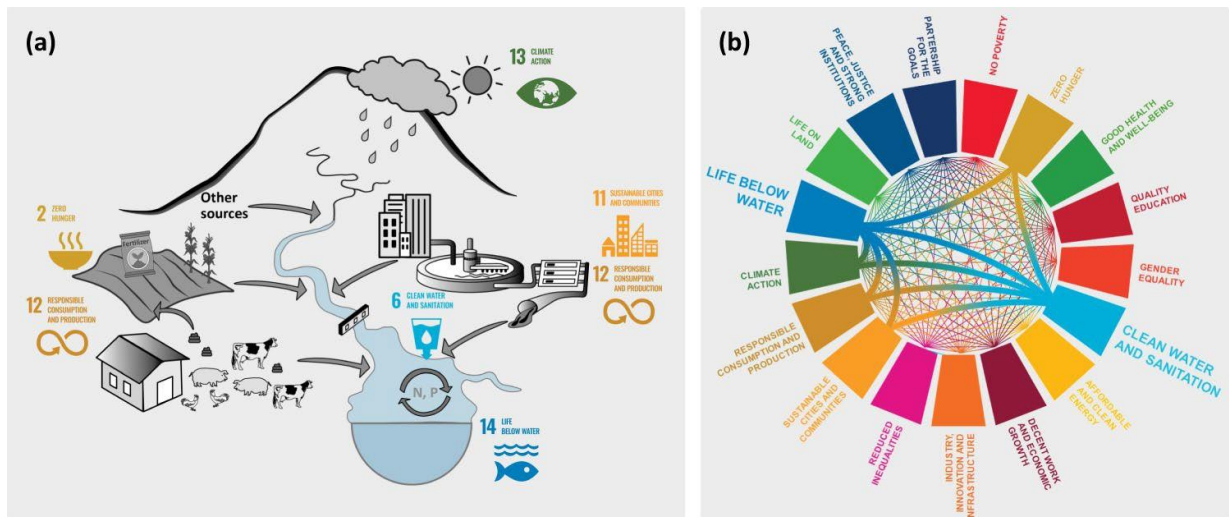 (a)
13 CLIMATE
ACTION
Other
sources
2 ZERO
HUNGER
Fertilizer
11 SUSTAINABLE CITIES
AND COMMUNITIES
12 RESPONSIBLE
CONSUMPTION
AND PRODUCTION
6 CLEAN WATER
AND SANITATION
12 RESPONSIBLE
CONSUMPTION
AND PRODUCTION
N, P
14 LIFE
BELOW WATER
(b)
PEACE, JUSTICE
AND STRONG
INSTITUTIONS
PARTERSHIP
FOR THE
GOALS
NO POVERTY
ZERO
HUNGER
GOOD HEALTH
AND WELL-BEING
LIFE ON
LAND
LIFE BELOW
WATER
QUALITY
EDUCATION
CLIMATE
ACTION
GENDER
EQUALITY
RESPONSIBLE
CONSUMPTION AND
PRODUCTION
CLEAN WATER
AND SANITATION
SUSTAINABLE
CITIES AND
COMMUNITIES
AFFORDABLE
AND CLEAN
ENERGY
REDUCED
INEQUALITIES
INDUSTRY,
INNOVATION AND
INFRASTRUCTURE
DECENT WORK
AND ECONOMIC
GROWTH